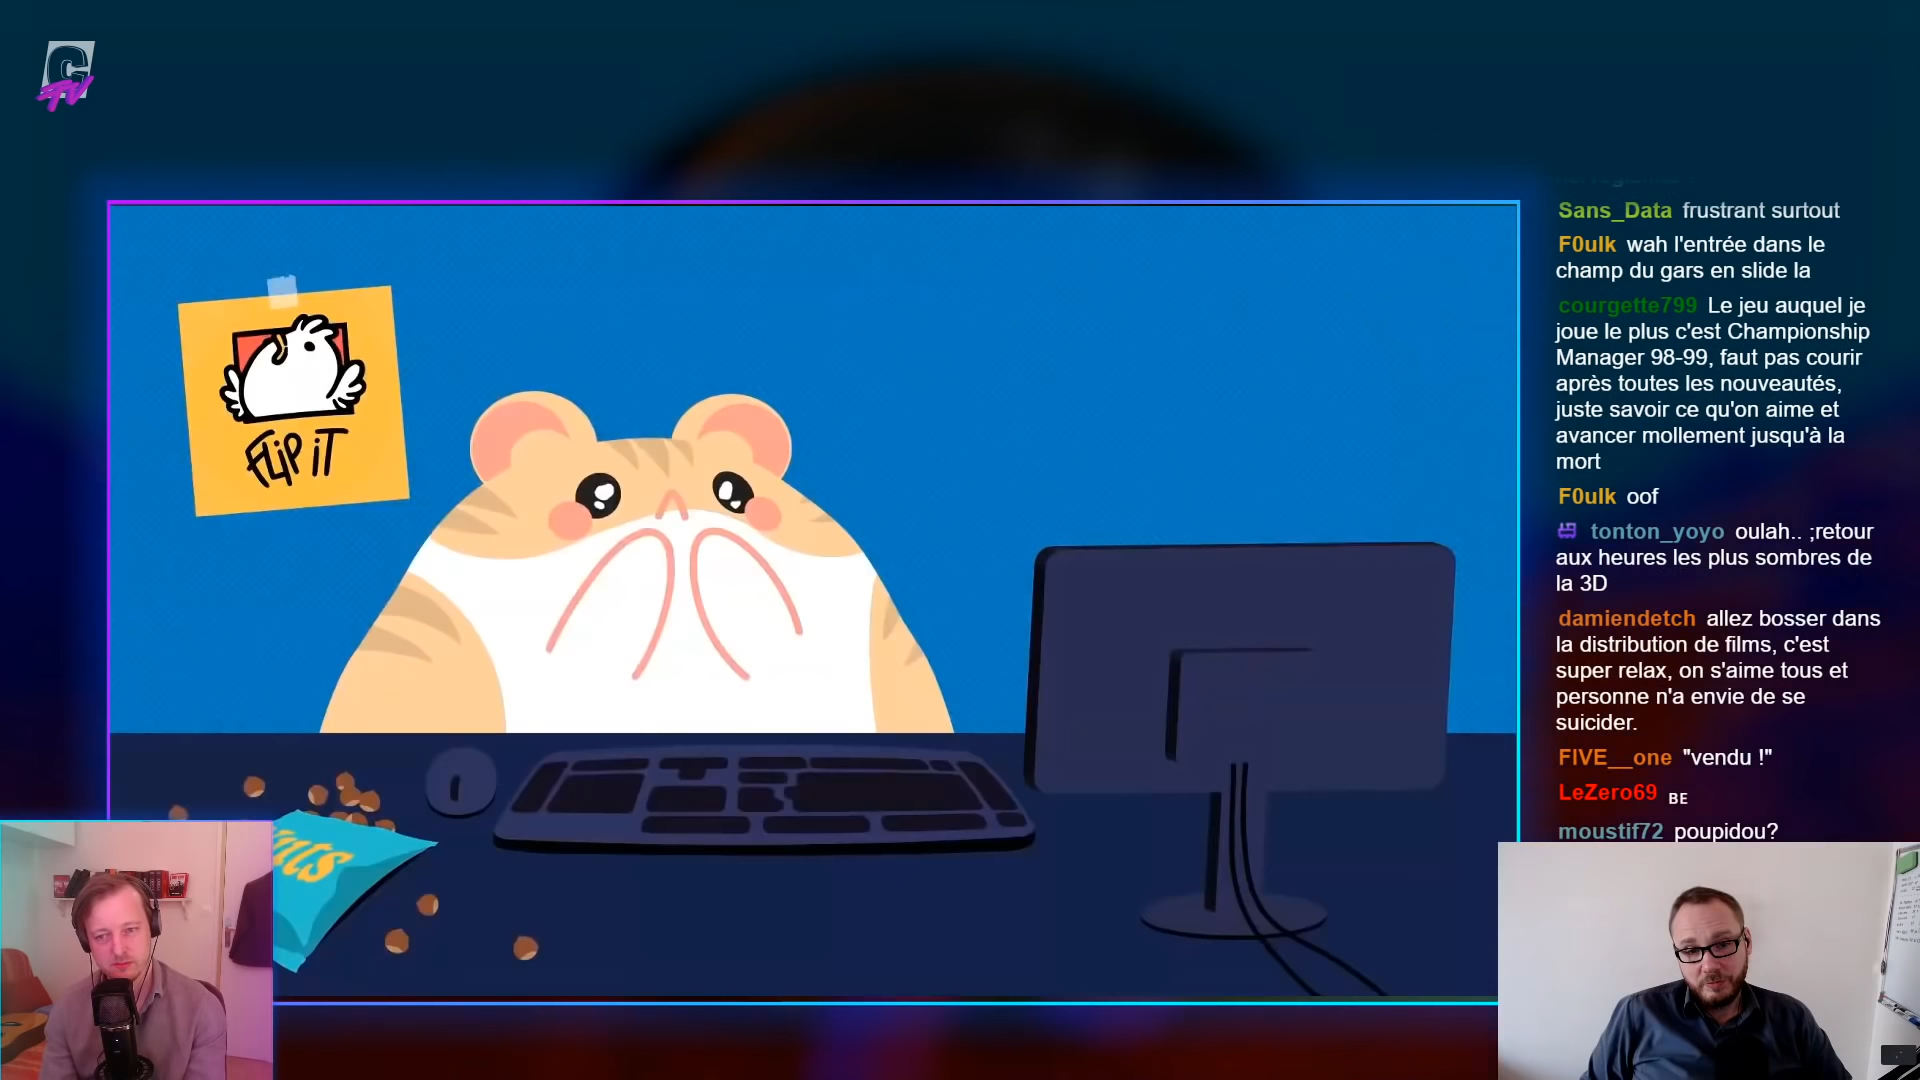 C
TV
FLIP IT
nuts
Sans_Data frustrant surtout
F0ulk wah l'entrée dans le
champ du gars en slide la
courgette799 Le jeu auquel je
joue le plus c'est Championship
Manager 98-99, faut pas courir
après toutes les nouveautés,
juste savoir ce qu'on aime et
avancer mollement jusqu'à la
mort
F0ulk oof
tonton_yoyo oulah.. ;retour
aux heures les plus sombres de
la 3D
damiendetch allez bosser dans
la distribution de films, c'est
super relax, on s'aime tous et
personne n'a envie de se
suicider.
FIVE__one "vendu !"
LeZero69 BE
moustif72 poupidou?